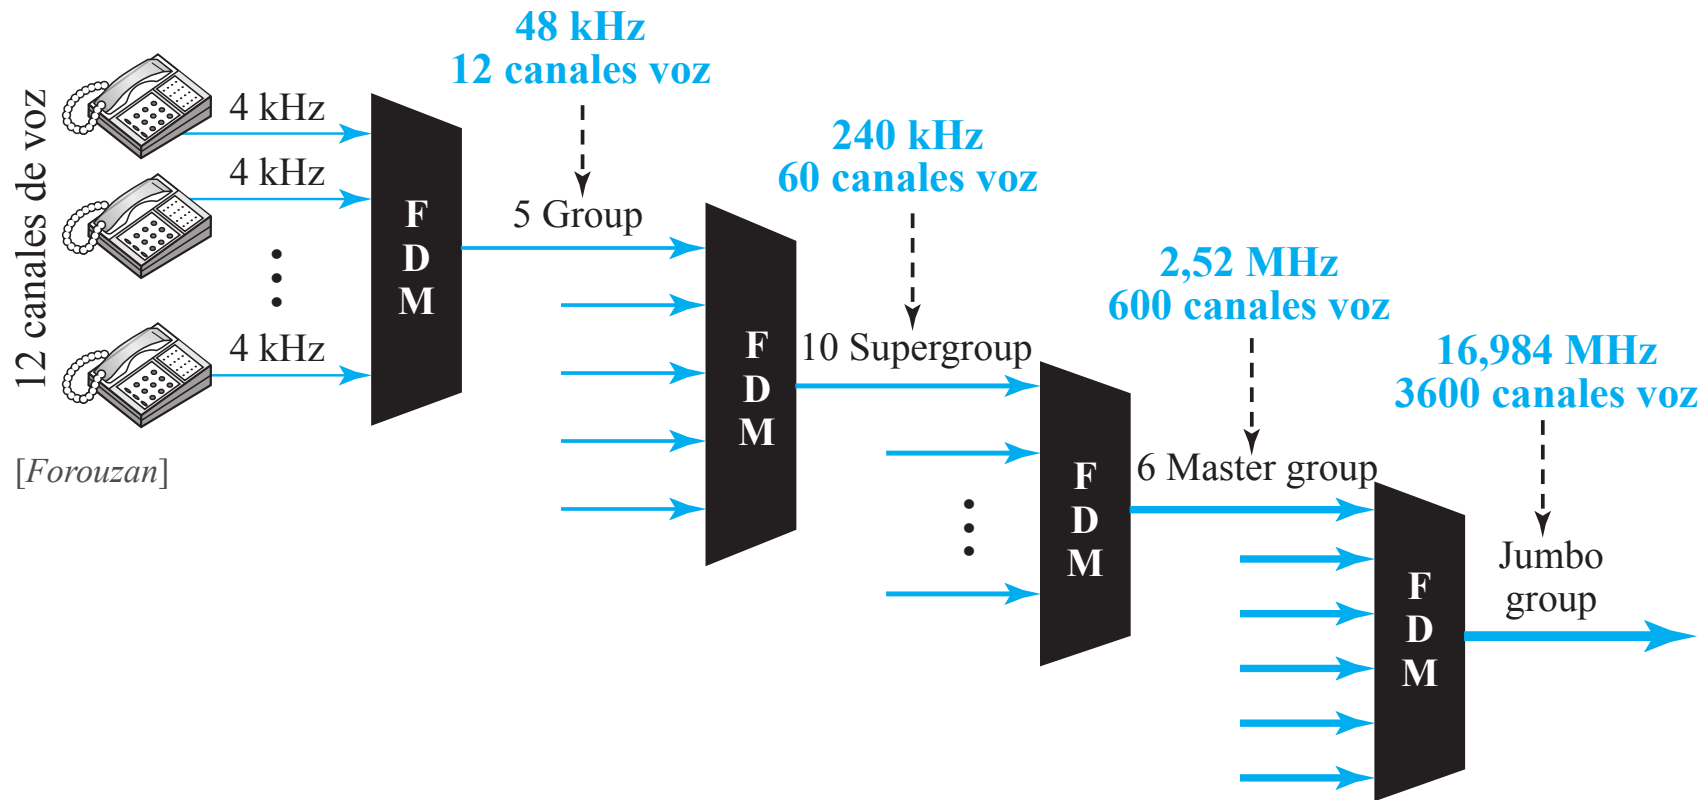 12 canales de voz
4 kHz
4 kHz
4 kHz
[Forouzan]
F
D
M
48 kHz
12 canales voz
5 Group
F
D
M
240 kHz
60 canales voz
10 Supergroup
F
D
M
2,52 MHz
600 canales voz
6 Master group
F
D
M
16,984 MHz
3600 canales voz
Jumbo
group